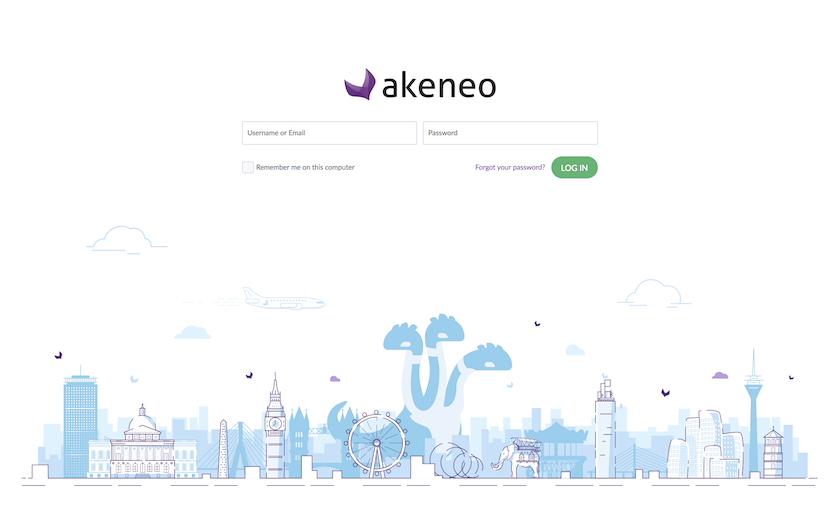 akeneo
Username or Email
Password
Remember me on this computer
Forgot your password?
LOG IN